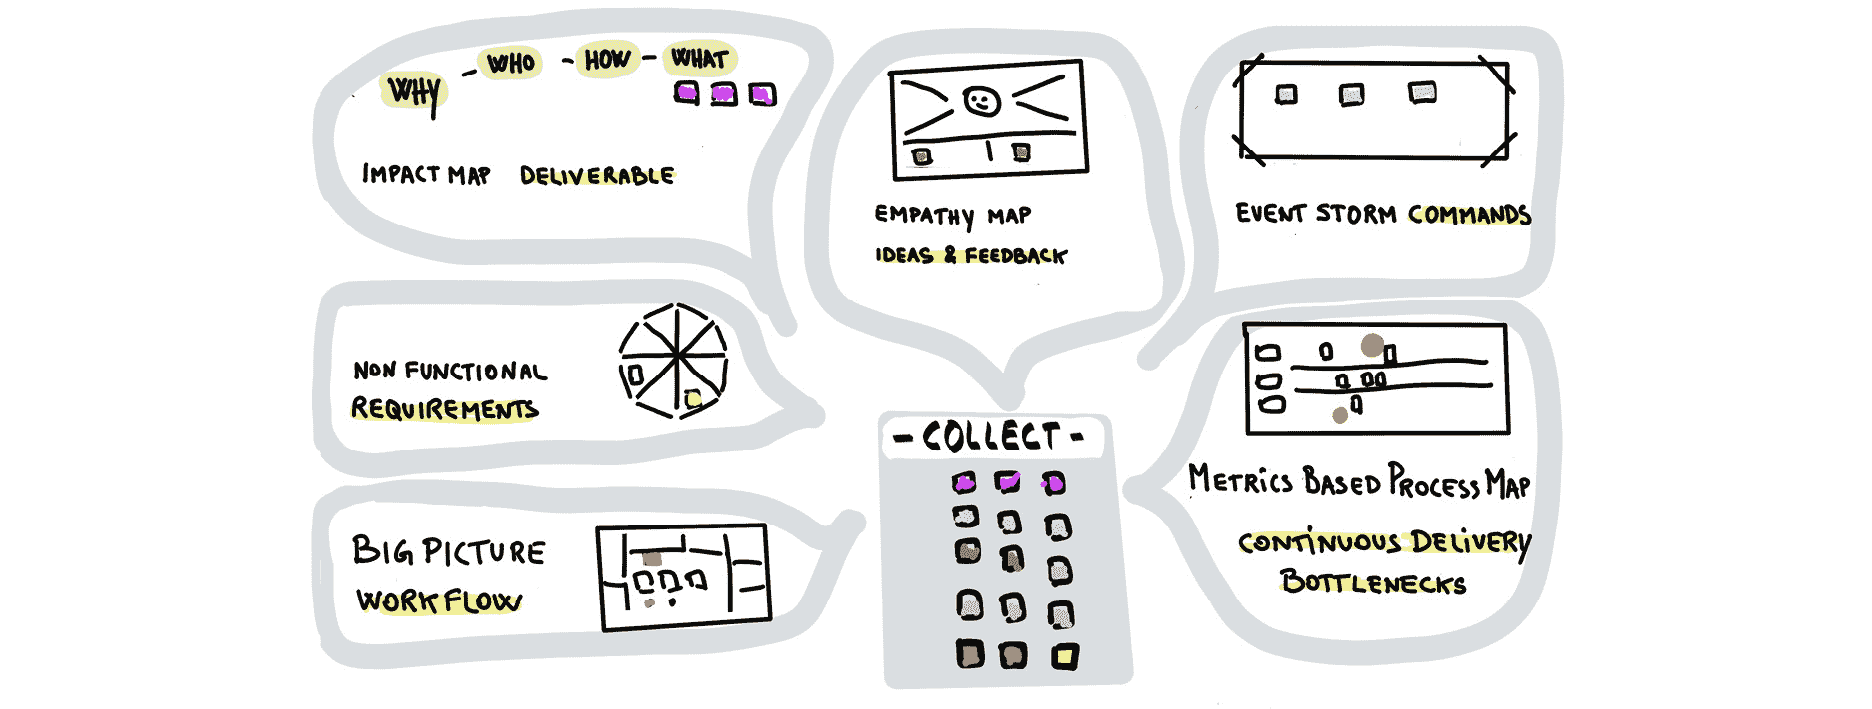 WHY - WHO - HOW - WHAT
IMPACT MAP DELIVERABLE
EMPATHY MAP
IDEAS & FEEDBACK
EVENT STORM COMMANDS
NON FUNCTIONAL
REQUIREMENTS
BIG PICTURE
WORKFLOW
- COLLECT -
METRICS BASED PROCESS MAP
CONTINUOUS DELIVERY
BOTTLENECKS